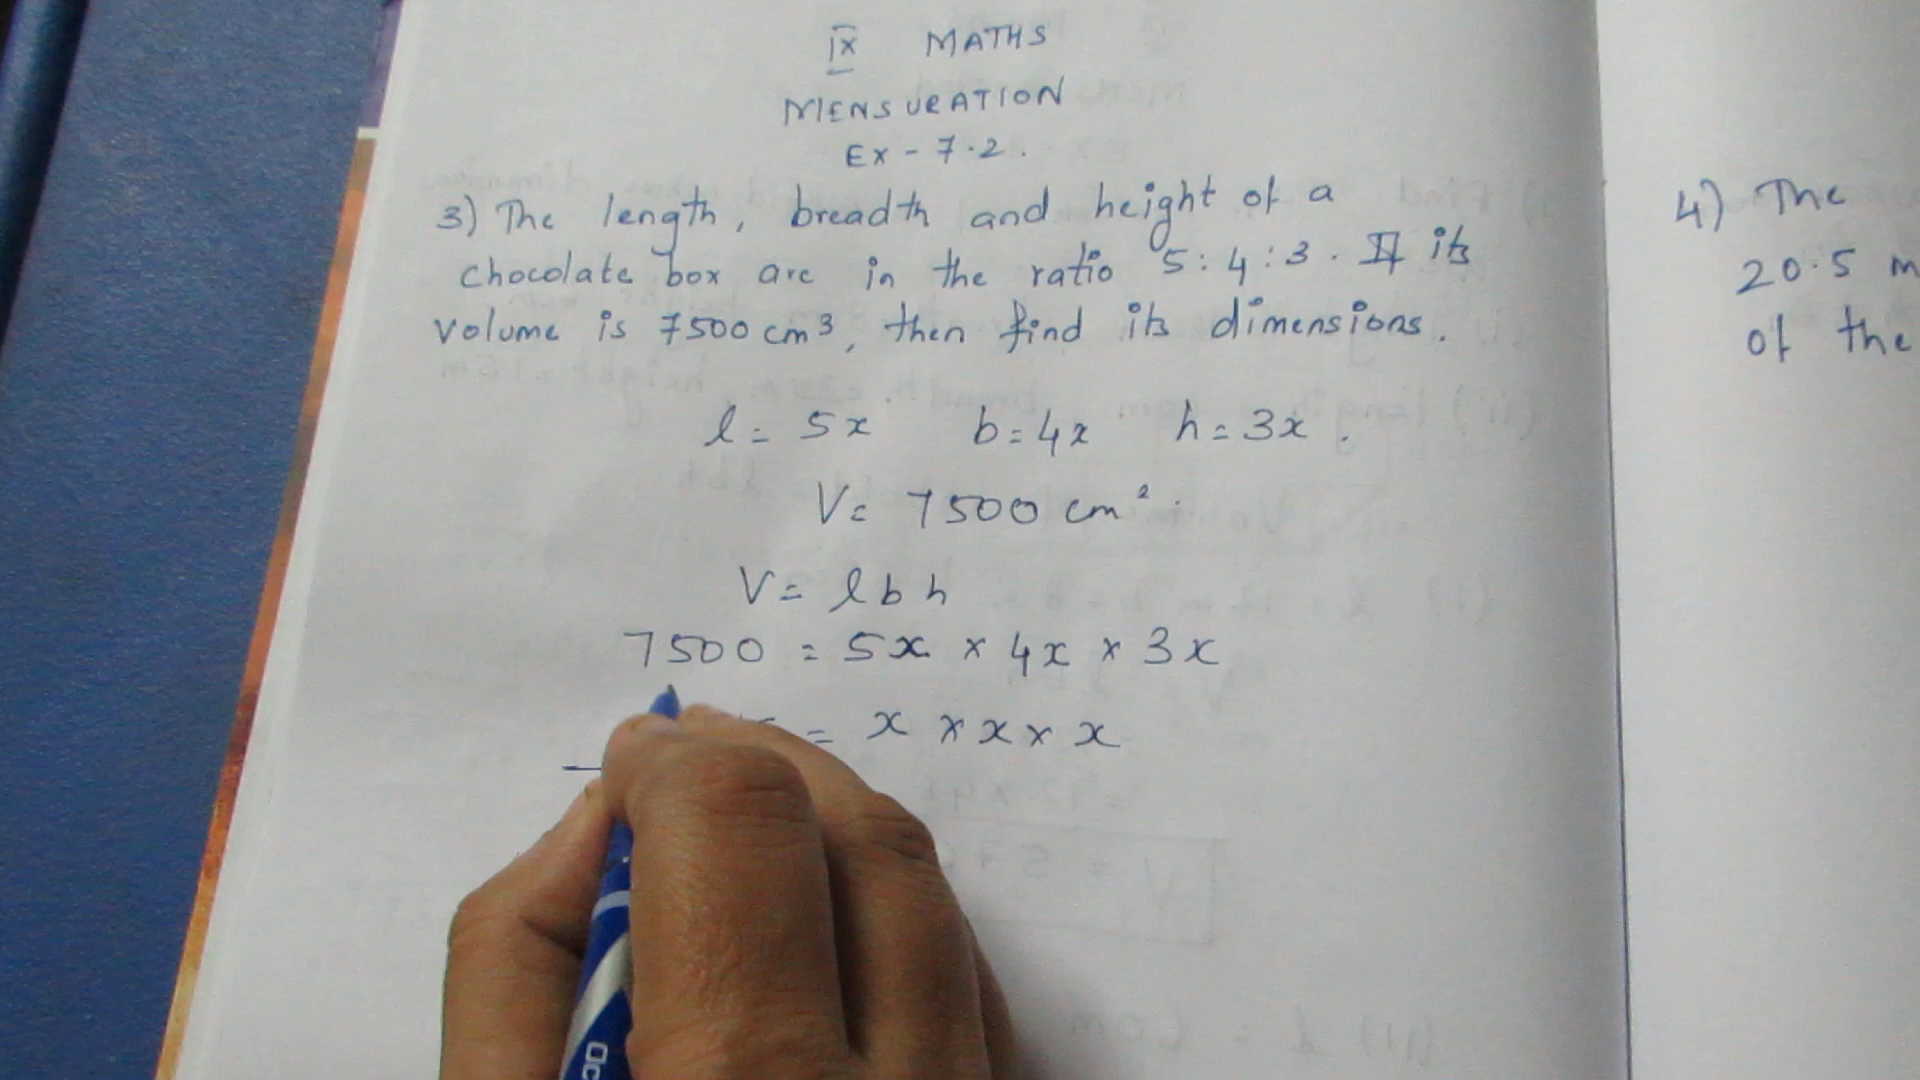 IX MATHS
MENSURATION
Ex - 7.2.
3) The length, breadth and height of a
chocolate box are in the ratio 5:4:3. If its
volume is 7500 cm³, then find its dimensions.
l = 5x b = 4x h = 3x.
V = 7500 cm².
V = l b h
7500 = 5x × 4x × 3x
= x × x × x
4) The
20.5 m
of the